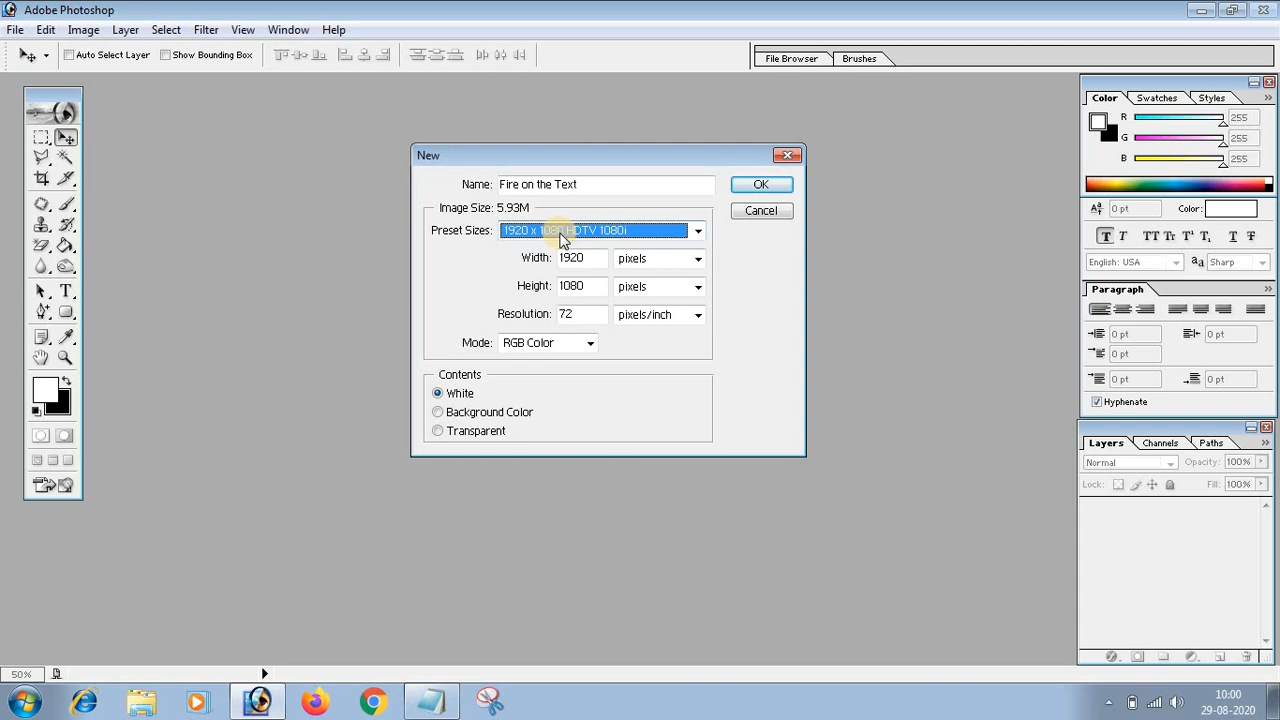 Adobe Photoshop
File Edit Image Layer Select Filter View Window Help
Auto Select Layer Show Bounding Box
File Browser Brushes
Color Swatches Styles
R 255
G 255
B 255
0 pt Color:
T T TT Tr T¹ T₁ T T
English: USA aa Sharp
Paragraph
0 pt 0 pt
0 pt
0 pt 0 pt
Hyphenate
Layers Channels Paths
Normal Opacity: 100%
Lock: Fill: 100%
New
Name: Fire on the Text OK
Image Size: 5.93M Cancel
Preset Sizes: 1920 x 1080 HDTV 1080i
Width: 1920 pixels
Height: 1080 pixels
Resolution: 72 pixels/inch
Mode: RGB Color
Contents
White
Background Color
Transparent
50%
10:00
29-08-2020